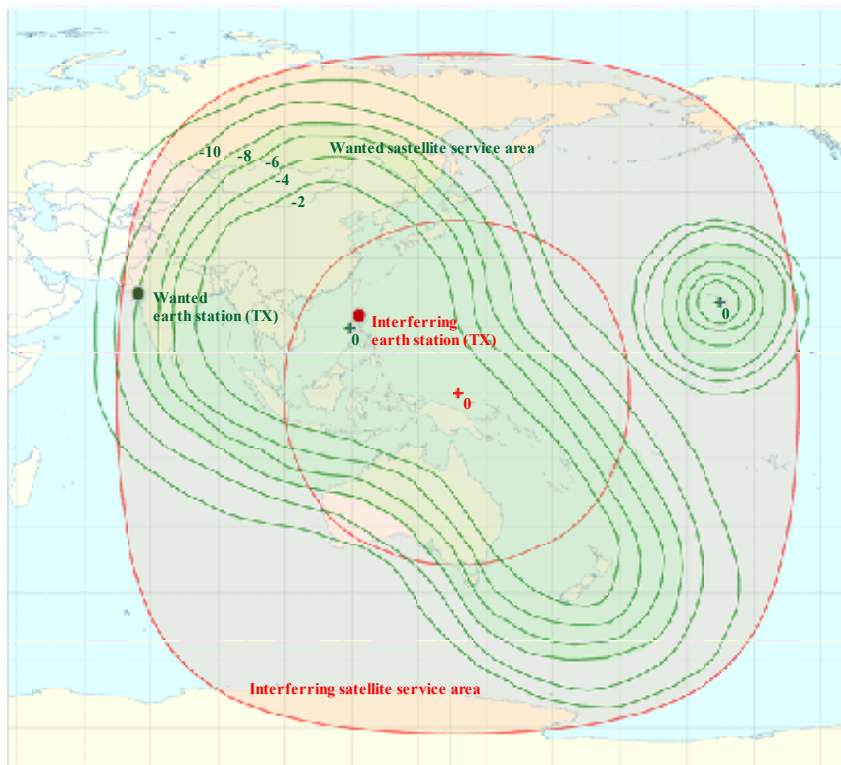 -10
-8
-6
-4
-2
Wanted sastellite service area
Wanted
earth station (TX)
Interferring
earth station (TX)
0
0
0
Interferring satellite service area